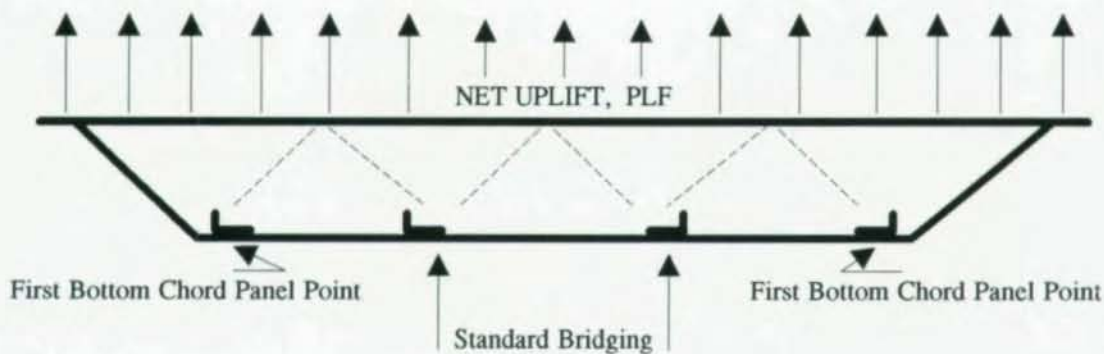 NET UPLIFT, PLF
First Bottom Chord Panel Point
First Bottom Chord Panel Point
Standard Bridging